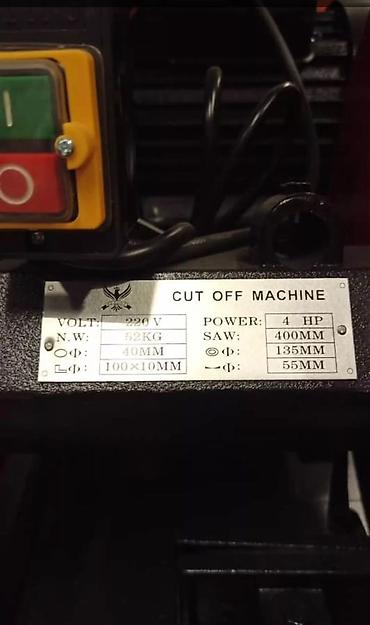 I
O
CUT OFF MACHINE
VOLT: 220 V POWER: 4 HP
N.W: 52KG SAW: 400MM
Φ: 40MM Φ: 135MM
Φ: 100×10MM Φ: 55MM